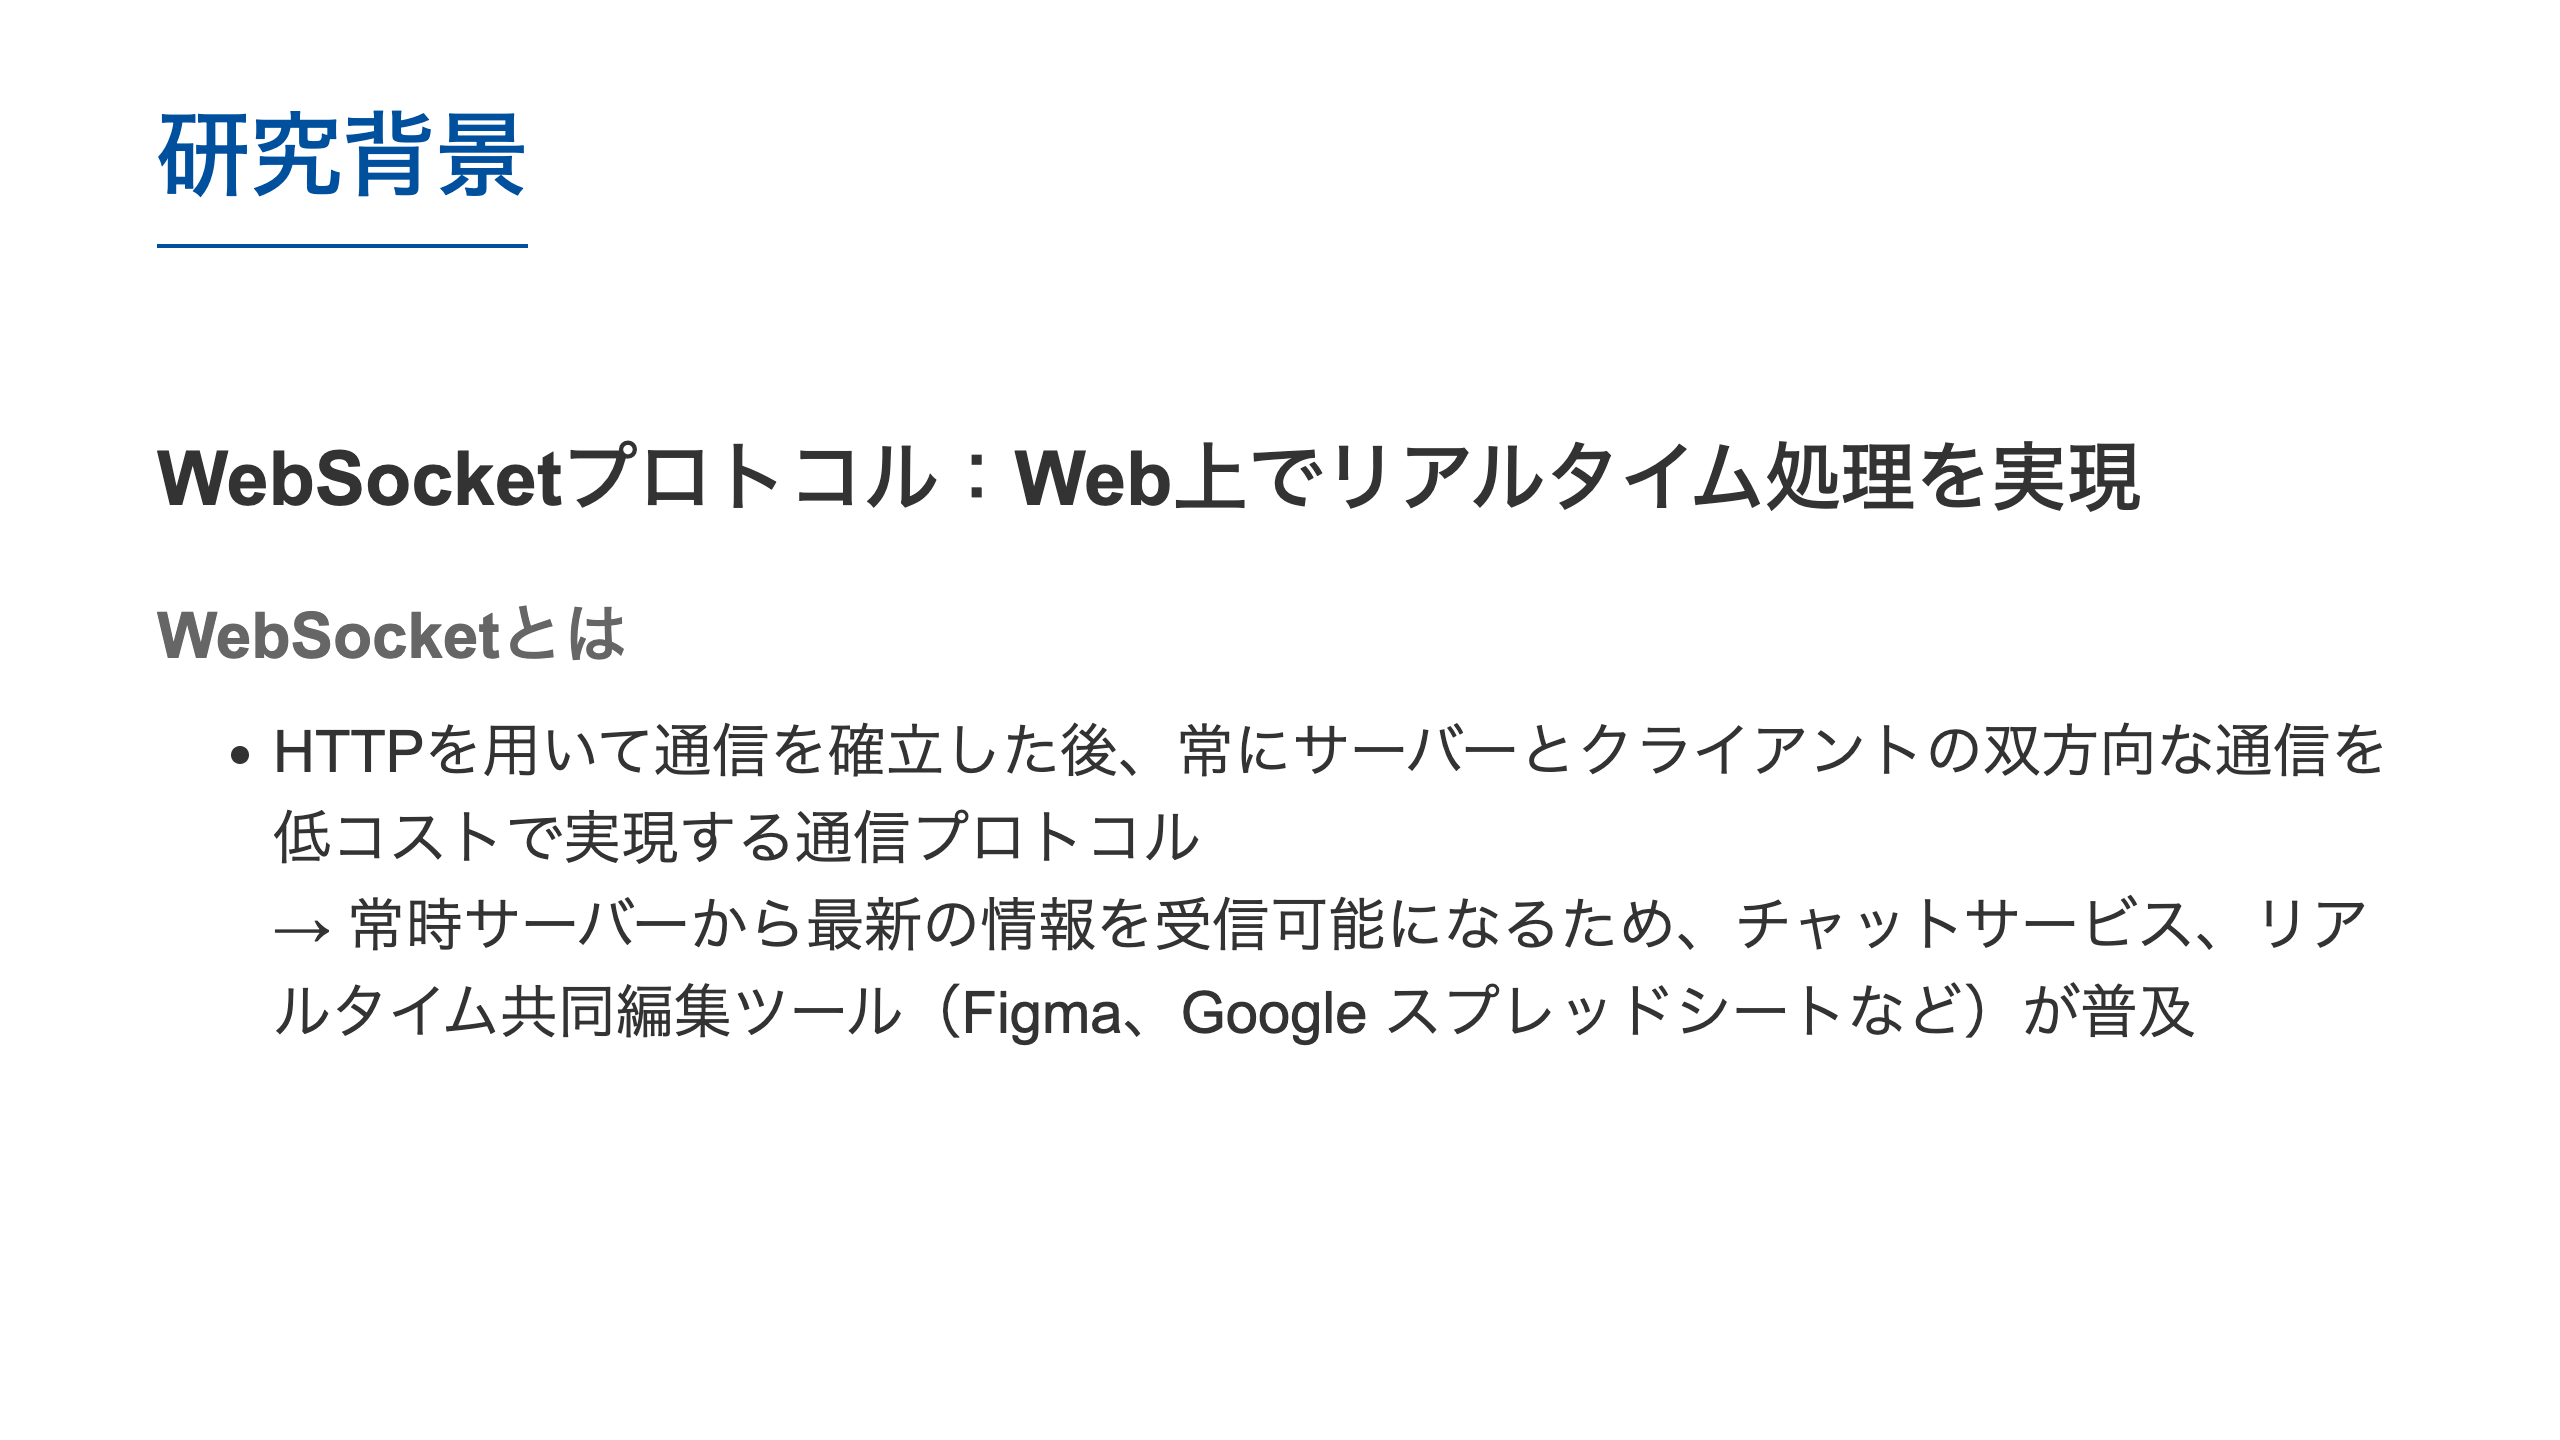 研究背景
WebSocketプロトコル：Web上でリアルタイム処理を実現
WebSocketとは
• HTTPを用いて通信を確立した後、常にサーバーとクライアントの双方向な通信を
低コストで実現する通信プロトコル
→ 常時サーバーから最新の情報を受信可能になるため、チャットサービス、リア
ルタイム共同編集ツール（Figma、Google スプレッドシートなど）が普及